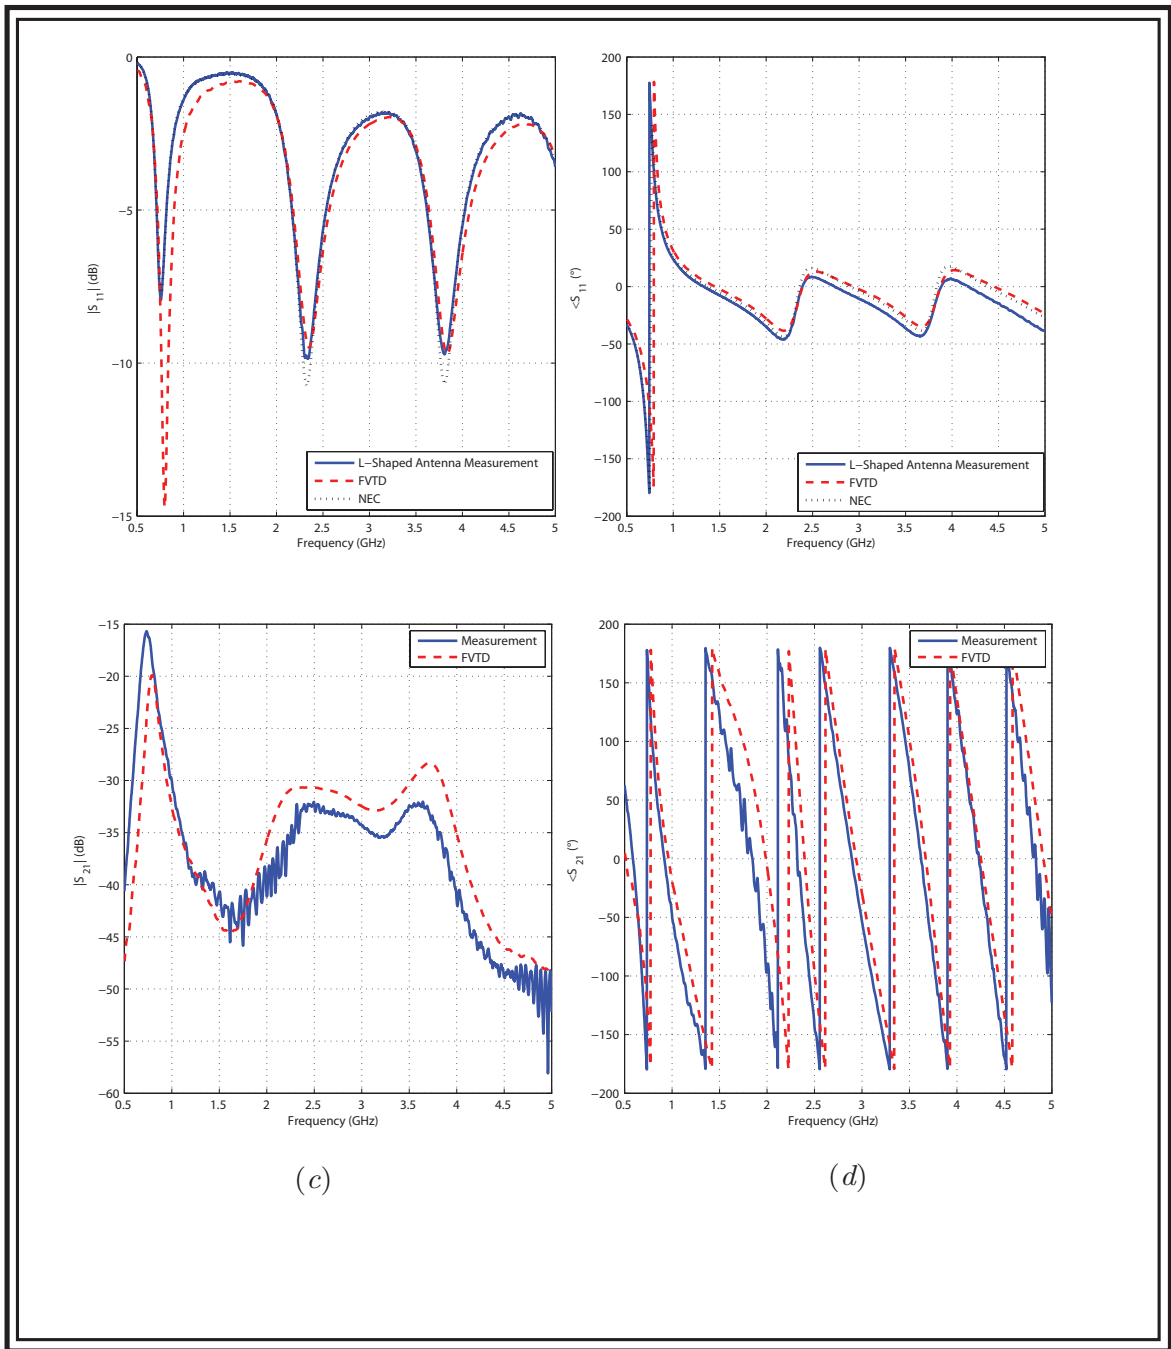 0
−5
−10
−15
0.5 1 1.5 2 2.5 3 3.5 4 4.5 5
Frequency (GHz)
|S 11| (dB)
L−Shaped Antenna Measurement
FVTD
NEC
200
150
100
50
0
−50
−100
−150
−200
0.5 1 1.5 2 2.5 3 3.5 4 4.5 5
Frequency (GHz)
<S 11 (°)
L−Shaped Antenna Measurement
FVTD
NEC
−15
−20
−25
−30
−35
−40
−45
−50
−55
−60
0.5 1 1.5 2 2.5 3 3.5 4 4.5 5
Frequency (GHz)
|S 21| (dB)
Measurement
FVTD
200
150
100
50
0
−50
−100
−150
−200
0.5 1 1.5 2 2.5 3 3.5 4 4.5 5
Frequency (GHz)
<S 21 (°)
Measurement
FVTD
(c)
(d)